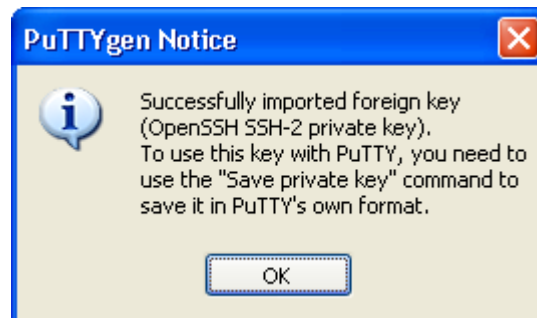 PuTTYgen Notice
Successfully imported foreign key
(OpenSSH SSH-2 private key).
To use this key with PuTTY, you need to
use the "Save private key" command to
save it in PuTTY's own format.
OK